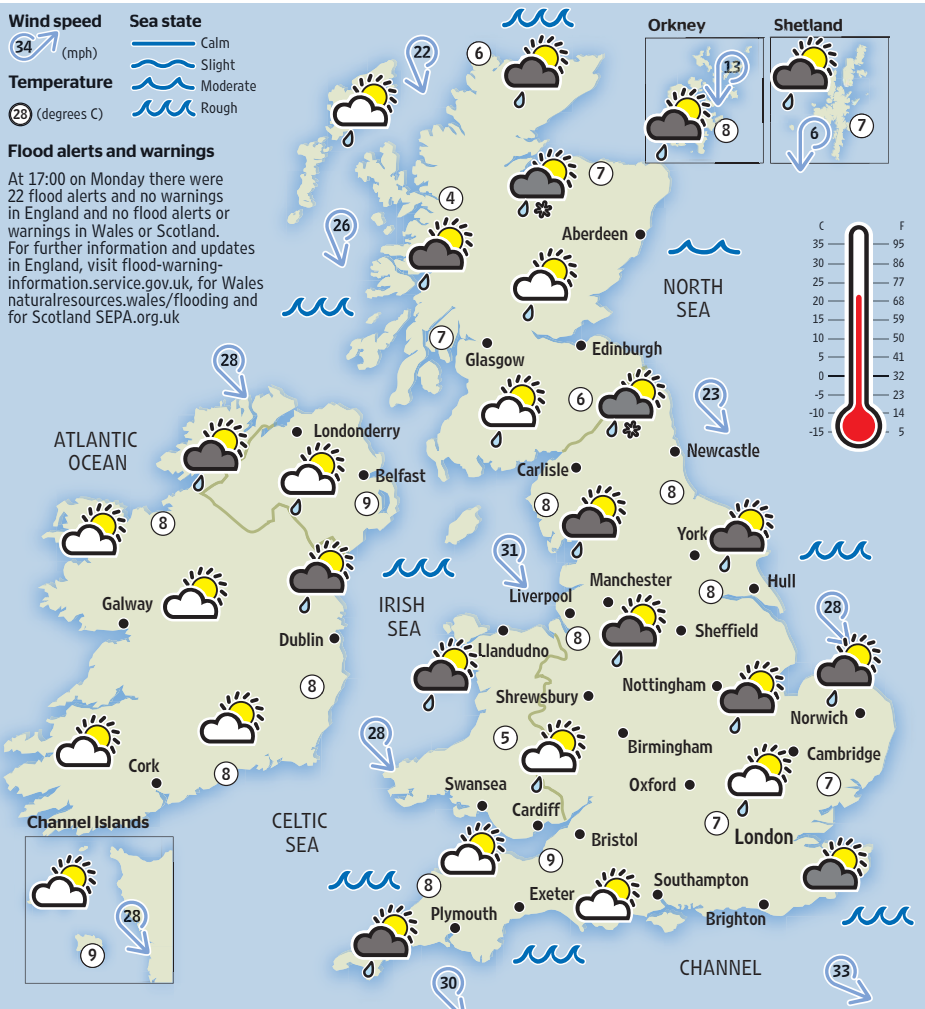 Wind speed
34 (mph)
Temperature
28 (degrees C)
Sea state
Calm
Slight
Moderate
Rough
Flood alerts and warnings
At 17:00 on Monday there were
22 flood alerts and no warnings
in England and no flood alerts or
warnings in Wales or Scotland.
For further information and updates
in England, visit flood-warning-
information.service.gov.uk, for Wales
naturalresources.wales/flooding and
for Scotland SEPA.org.uk
22
6
Orkney
13
8
Shetland
6
7
4
7
26
Aberdeen
NORTH
SEA
C F
35 95
30 86
25 77
20 68
15 59
10 50
5 41
0 32
-5 23
-10 14
-15 5
7
Glasgow
Edinburgh
28
6
23
ATLANTIC
OCEAN
Londonderry
Belfast
9
Newcastle
Carlisle
8
8
8
York
31
Galway
IRISH
SEA
Liverpool
Manchester
8
Hull
28
Dublin
Llandudno
8
Sheffield
8
Shrewsbury
Nottingham
Norwich
28
5
Birmingham
Cambridge
Cork
8
Swansea
Oxford
7
Cardiff
7
London
Channel Islands
CELTIC
SEA
Bristol
9
8
Exeter
Southampton
Plymouth
Brighton
28
9
30
CHANNEL
33